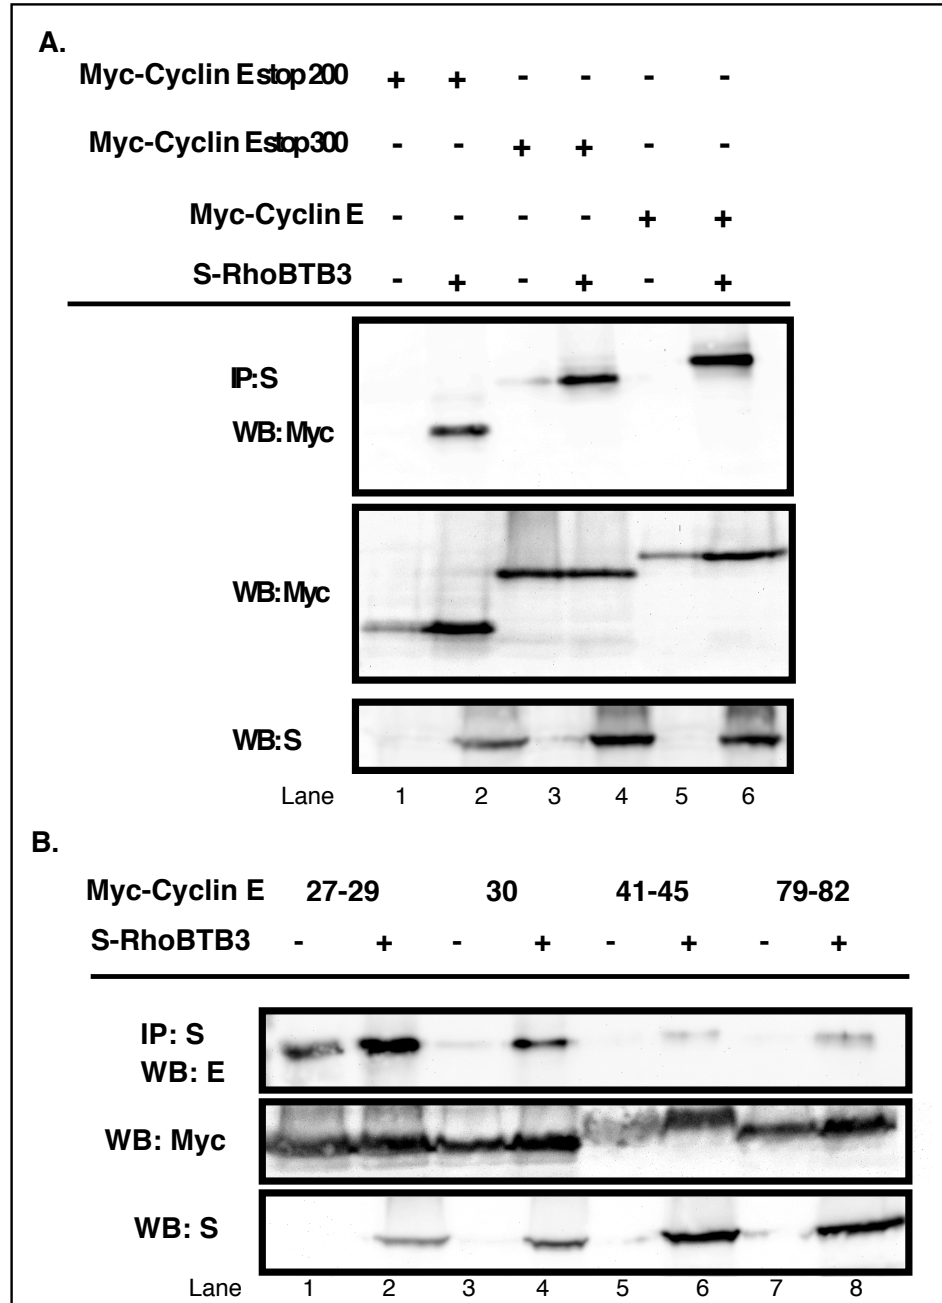 A.
Myc-Cyclin Estop200 + + - - - -
Myc-Cyclin Estop300 - - + + - -
Myc-Cyclin E - - - - + +
S-RhoBTB3 - + - + - +
IP:S
WB:Myc
WB:Myc
WB:S
Lane 1 2 3 4 5 6
B.
Myc-Cyclin E 27-29 30 41-45 79-82
S-RhoBTB3 - + - + - + - +
IP: S
WB: E
WB: Myc
WB: S
Lane 1 2 3 4 5 6 7 8